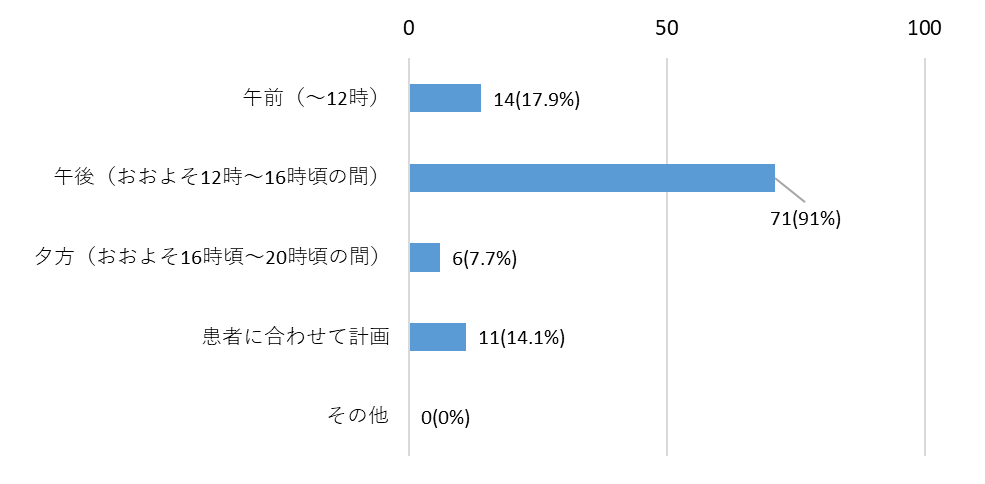 0 50 100
午前（～12時） 14(17.9%)
午後（おおよそ12時～16時頃の間）
71(91%)
夕方（おおよそ16時頃～20時頃の間） 6(7.7%)
患者に合わせて計画 11(14.1%)
その他 0(0%)